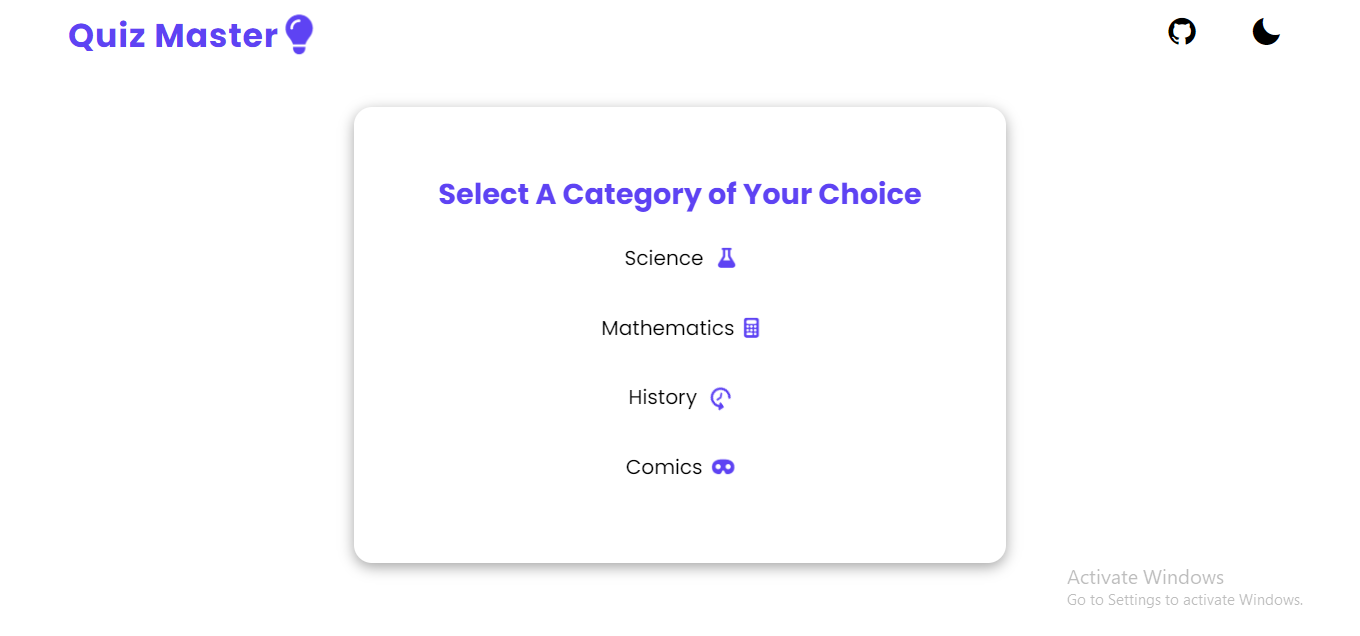 Quiz Master
Select A Category of Your Choice
Science
Mathematics
History
Comics
Activate Windows
Go to Settings to activate Windows.